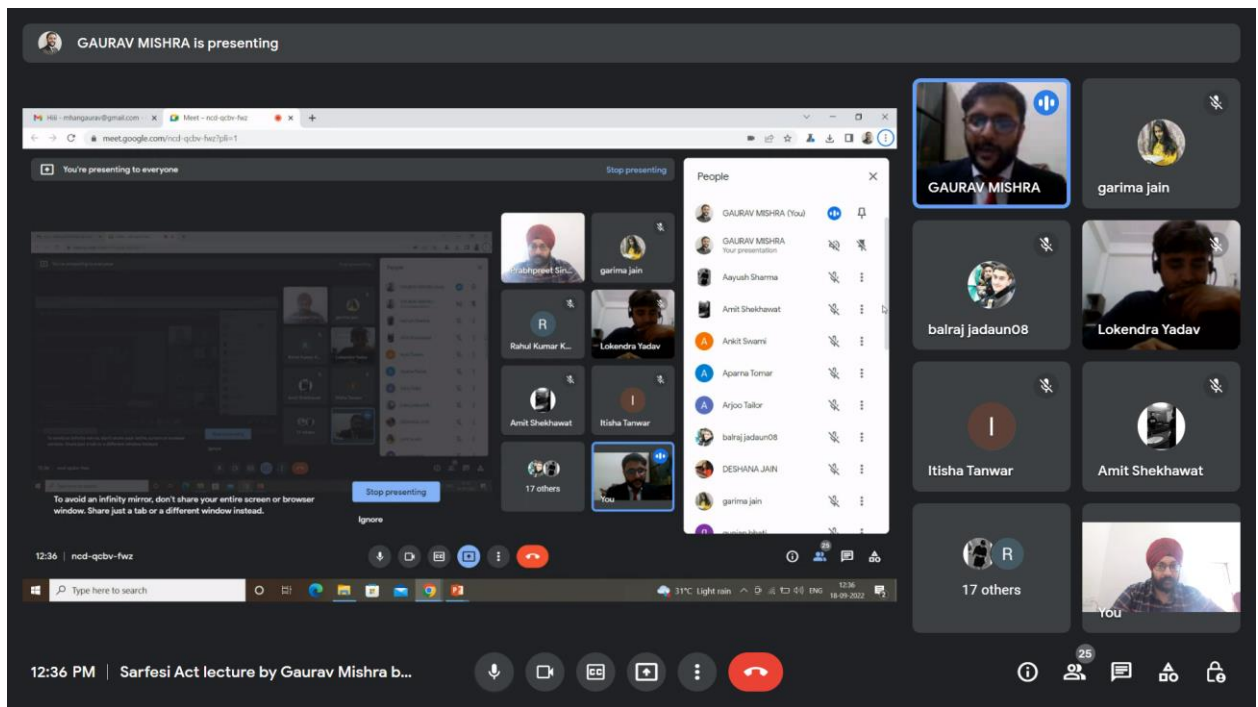 GAURAV MISHRA is presenting
Meet - ncd-qcbv-fwz
meet.google.com/ncd-qcbv-fwz?pli=1
You're presenting to everyone
Stop presenting
People
GAURAV MISHRA (You)
GAURAV MISHRA
Your presentation
Aayush Sharma
Amit Shekhawat
Ankit Swami
Aparna Tomar
Arjoo Tailor
balraj jadaun08
DESHANA JAIN
garima jain
garima jain
R
Rahul Kumar K...
Lokendra Yadav
Amit Shekhawat
I
Itisha Tanwar
17 others
You
To avoid an infinity mirror, don't share your entire screen or browser
window. Share just a tab or a different window instead.
Stop presenting
Ignore
12:36 | ncd-qcbv-fwz
25
Type here to search
31°C Light rain
ENG
12:36
18-09-2022
GAURAV MISHRA
garima jain
balraj jadaun08
Lokendra Yadav
I
Itisha Tanwar
Amit Shekhawat
R
17 others
You
12:36 PM | Sarfesi Act lecture by Gaurav Mishra b...
25